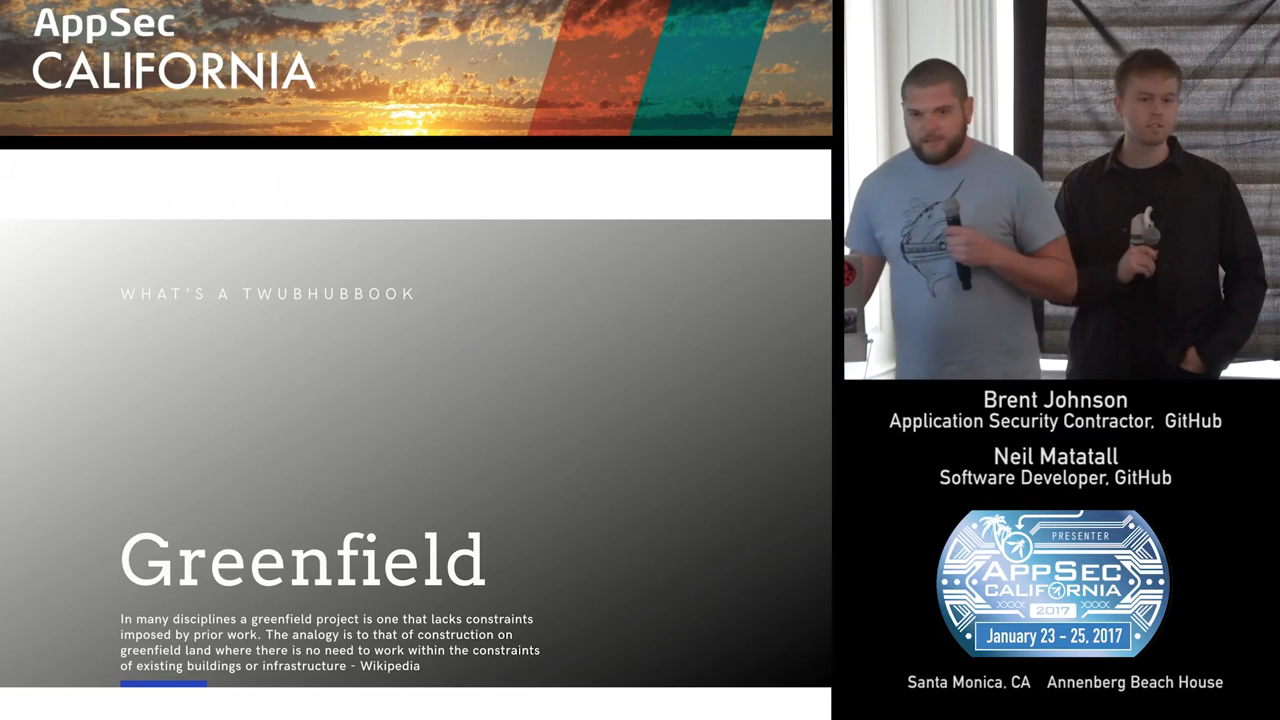 AppSec
CALIFORNIA
WHAT'S A TWUBHUBBOOK
Greenfield
In many disciplines a greenfield project is one that lacks constraints
imposed by prior work. The analogy is to that of construction on
greenfield land where there is no need to work within the constraints
of existing buildings or infrastructure - Wikipedia
Brent Johnson
Application Security Contractor, GitHub
Neil Matatall
Software Developer, GitHub
PRESENTER
APPSEC
CALIFORNIA
2017
January 23 - 25, 2017
Santa Monica, CA Annenberg Beach House